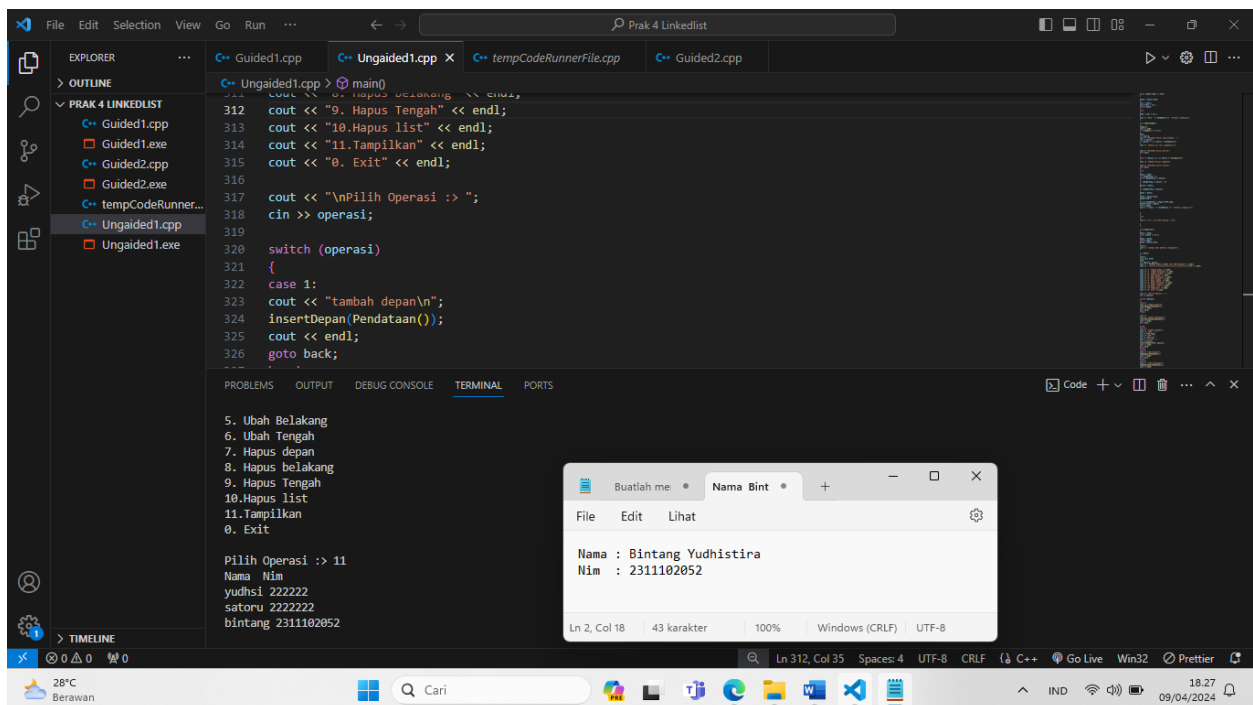 File Edit Selection View Go Run ··· Prak 4 Linkedlist
EXPLORER ···
OUTLINE
PRAK 4 LINKEDLIST
Guided1.cpp
Guided1.exe
Guided2.cpp
Guided2.exe
tempCodeRunner...
Ungaided1.cpp
Ungaided1.exe
TIMELINE
Guided1.cpp Ungaided1.cpp tempCodeRunnerFile.cpp Guided2.cpp
Ungaided1.cpp > main()
312 cout << "9. Hapus Tengah" << endl;
313 cout << "10.Hapus list" << endl;
314 cout << "11.Tampilkan" << endl;
315 cout << "0. Exit" << endl;
316
317 cout << "\nPilih Operasi :> ";
318 cin >> operasi;
319
320 switch (operasi)
321 {
322 case 1:
323 cout << "tambah depan\n";
324 insertDepan(Pendataan());
325 cout << endl;
326 goto back;
PROBLEMS OUTPUT DEBUG CONSOLE TERMINAL PORTS Code
5. Ubah Belakang
6. Ubah Tengah
7. Hapus depan
8. Hapus belakang
9. Hapus Tengah
10.Hapus list
11.Tampilkan
0. Exit
Pilih Operasi :> 11
Nama Nim
yudhsi 222222
satoru 2222222
bintang 2311102052
Buatlah me Nama Bint
File Edit Lihat
Nama : Bintang Yudhistira
Nim : 2311102052
Ln 2, Col 18 43 karakter 100% Windows (CRLF) UTF-8
0 0 0 Ln 312, Col 35 Spaces: 4 UTF-8 CRLF C++ Go Live Win32 Prettier
28°C
Berawan
Cari
IND
18.27
09/04/2024